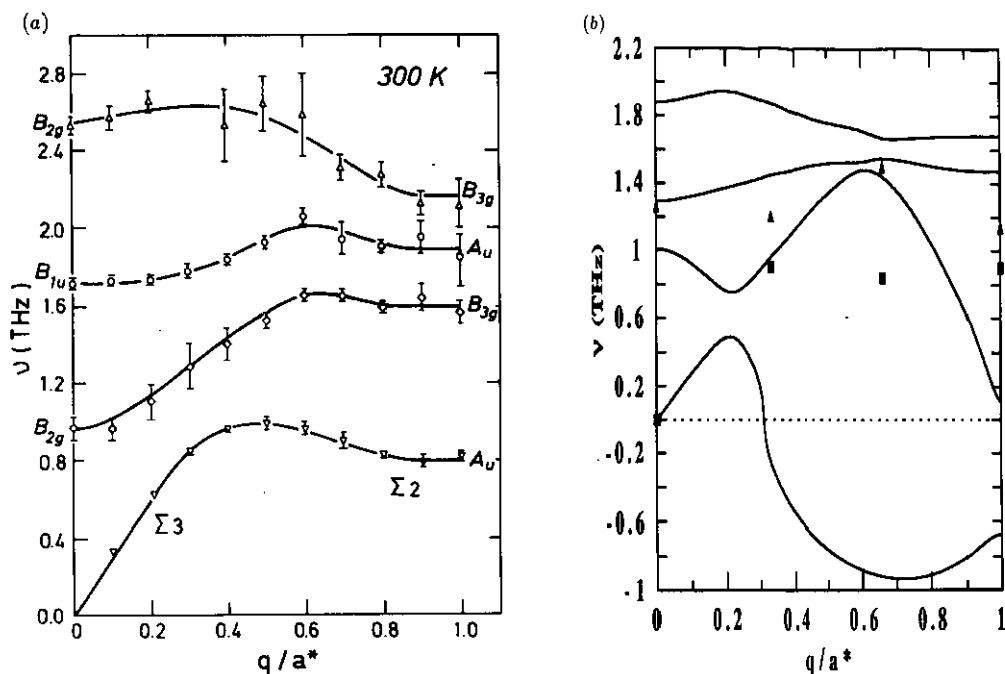 (a)
300 K
2.8
2.4
2.0
1.6
1.2
0.8
0.4
0.0
ν (THz)
B2g
B1u
B2g
B3g
Au
B3g
Au
Σ3
Σ2
0 0.2 0.4 0.6 0.8 1.0
q/a*
(b)
2.2
1.8
1.4
1
0.6
0.2
-0.2
-0.6
-1
ν (THz)
0 0.2 0.4 0.6 0.8 1
q/a*